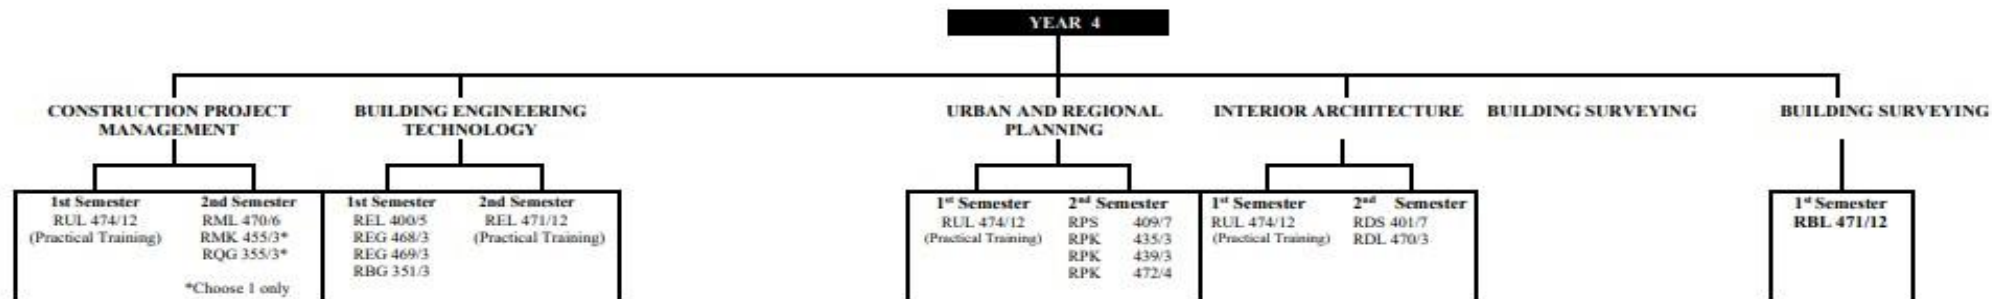 YEAR 4
CONSTRUCTION PROJECT
MANAGEMENT
1st Semester
RUL 474/12
(Practical Training)
2nd Semester
RML 470/6
RMK 455/3*
RQG 355/3*
*Choose 1 only
BUILDING ENGINEERING
TECHNOLOGY
1st Semester
REL 400/5
REG 468/3
REG 469/3
RBG 351/3
2nd Semester
REL 471/12
(Practical Training)
URBAN AND REGIONAL
PLANNING
1st Semester
RUL 474/12
(Practical Training)
2nd Semester
RPS 409/7
RPK 435/3
RPK 439/3
RPK 472/4
INTERIOR ARCHITECTURE
1st Semester
RUL 474/12
(Practical Training)
2nd Semester
RDS 401/7
RDL 470/3
BUILDING SURVEYING
BUILDING SURVEYING
1st Semester
RBL 471/12